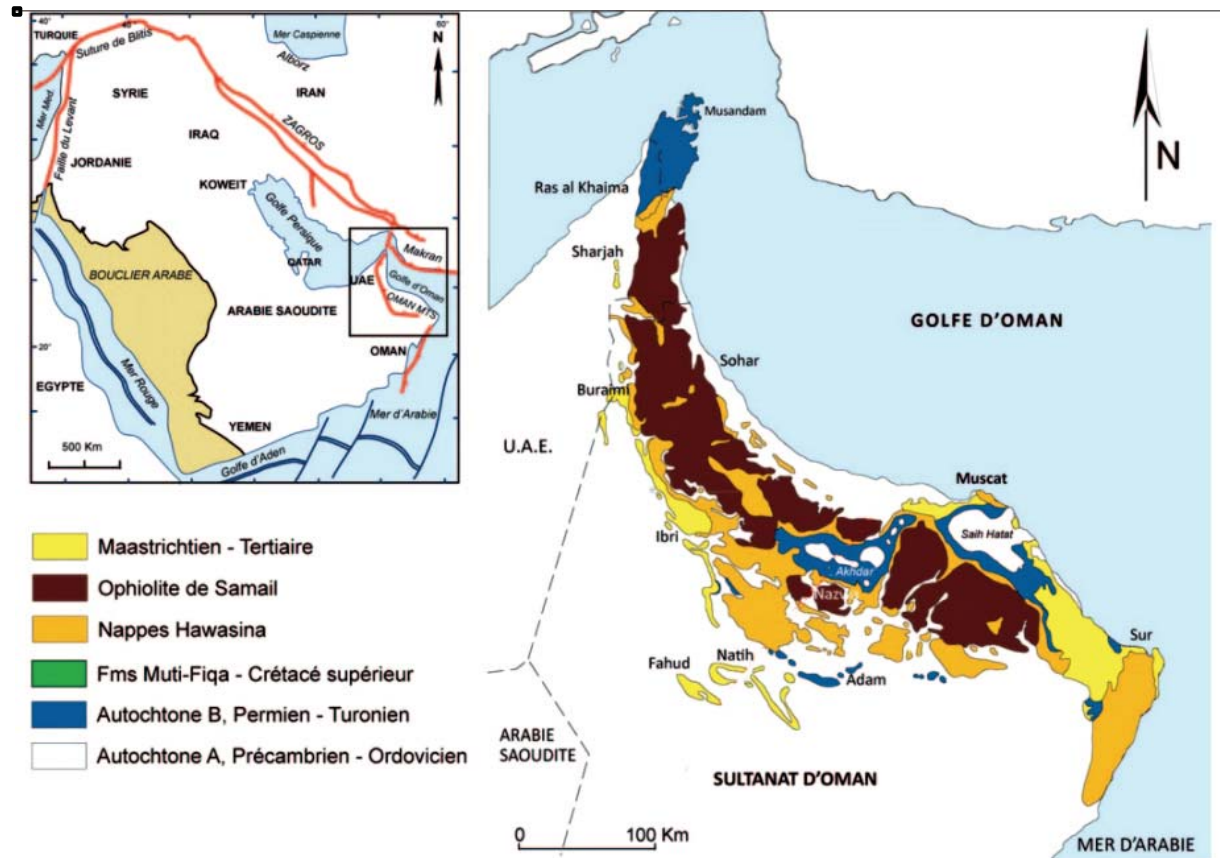 40°
40°
60°
TURQUIE
Suture de Bitlis
Mer Caspienne
N
Alborz
SYRIE
IRAN
Mer Med.
Faille du Levant
IRAQ
ZAGROS
JORDANIE
KOWEIT
Golfe Persique
Makran
QATAR
UAE
Golfe d'Oman
BOUCLIER ARABE
OMAN MTS
ARABIE SAOUDITE
20°
OMAN
Mer Rouge
EGYPTE
Mer d'Arabie
YEMEN
500 Km
Golfe d'Aden
Maastrichtien - Tertiaire
Ophiolite de Samail
Nappes Hawasina
Fms Muti-Fiqa - Crétacé supérieur
Autochtone B, Permien - Turonien
Autochtone A, Précambrien - Ordovicien
Musandam
N
Ras al Khaima
Sharjah
GOLFE D'OMAN
Sohar
Buraimi
U.A.E.
Muscat
Ibri
Saih Hatat
Akhdar
Sur
Fahud
Natih
Adam
ARABIE
SAOUDITE
SULTANAT D'OMAN
0 100 Km
MER D'ARABIE